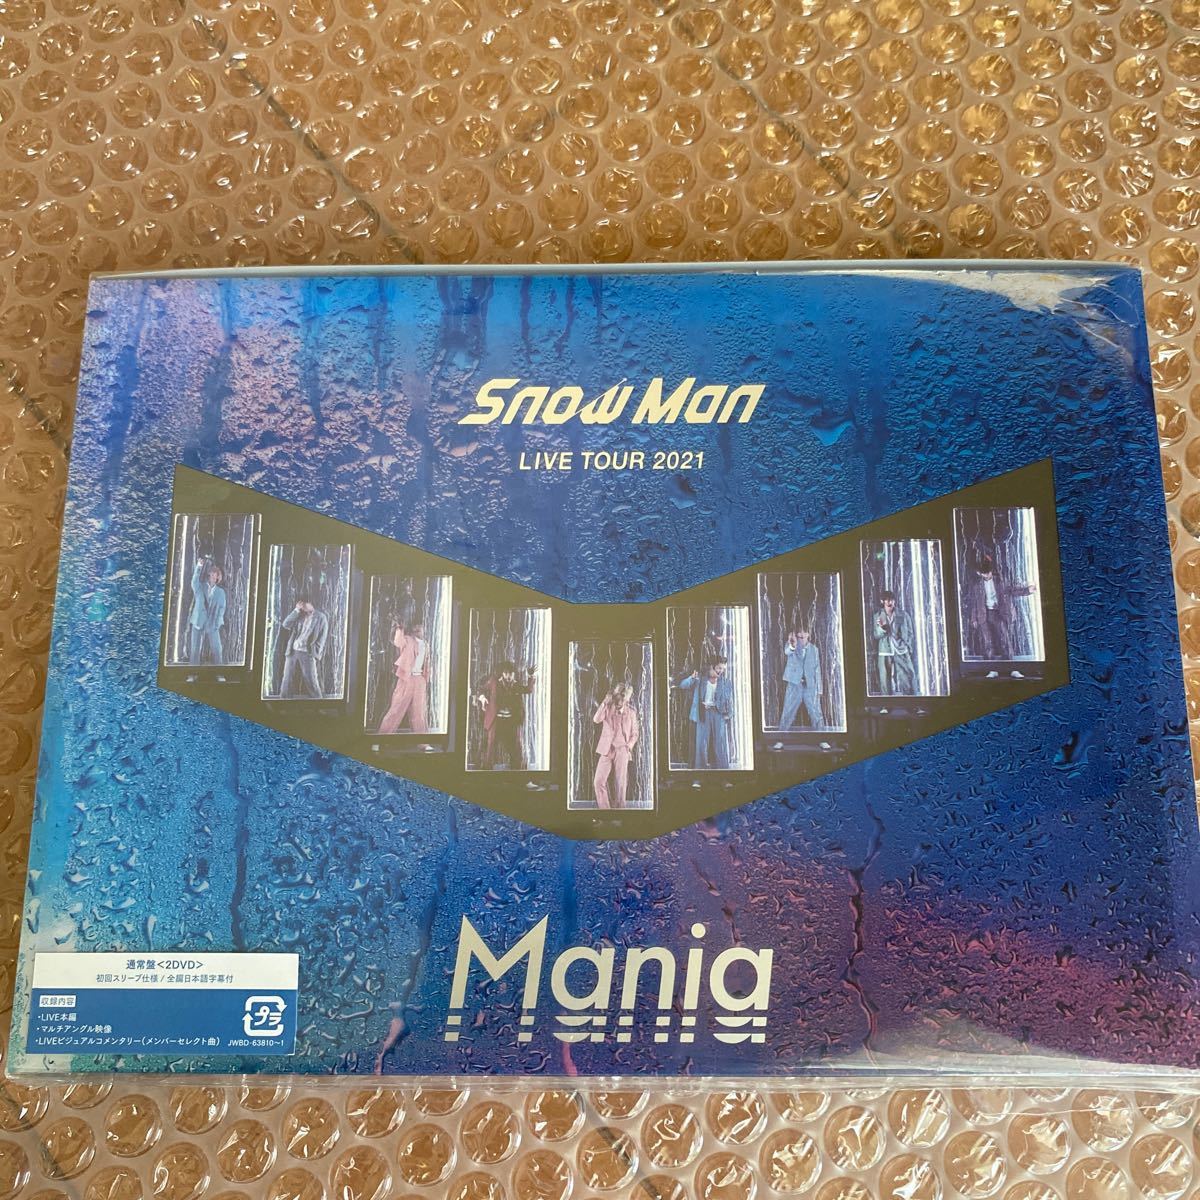 Snow Man
LIVE TOUR 2021
Mania
通常盤<2DVD>
初回スリーブ仕様 / 全編日本語字幕付
収録内容
・LIVE本編
・マルチアングル映像
・LIVEビジュアルコメンタリー(メンバーセレクト曲)
プラ
JWBD-63810~1